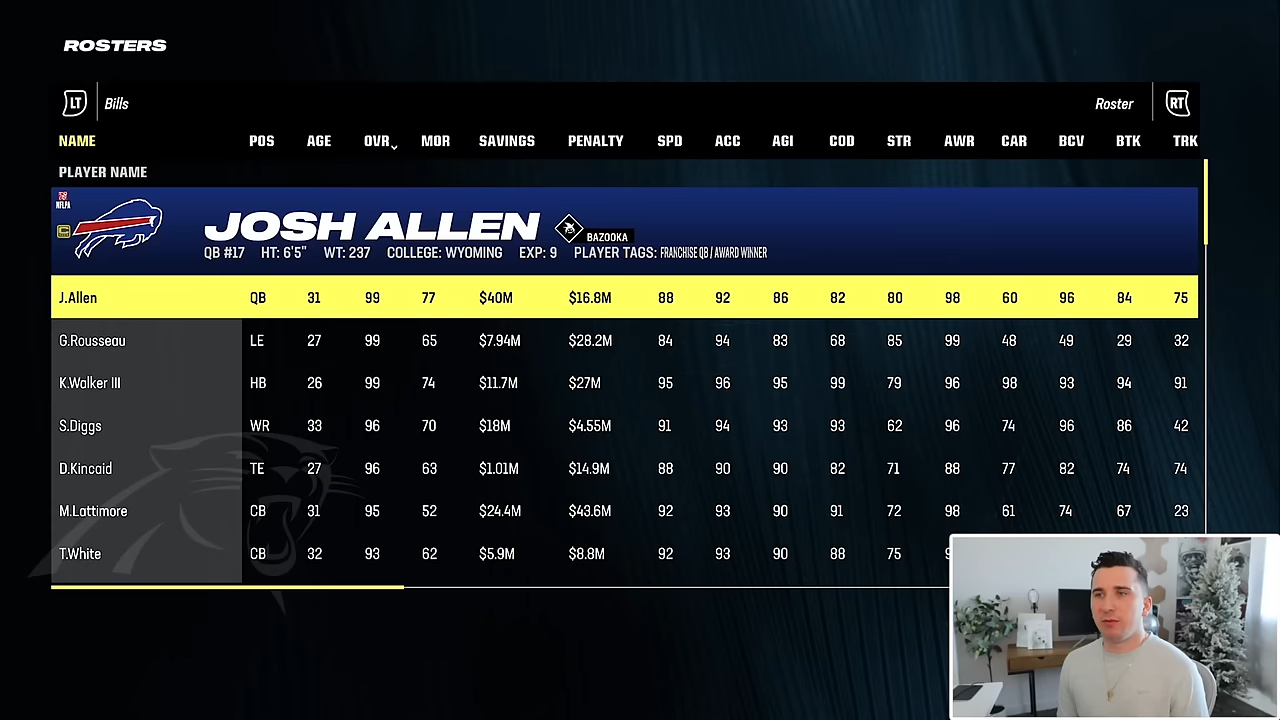 ROSTERS
LT Bills Roster RT
NAME POS AGE OVR MOR SAVINGS PENALTY SPD ACC AGI COD STR AWR CAR BCV BTK TRK
PLAYER NAME
NFLPA
JOSH ALLEN BAZOOKA
QB #17 HT: 6'5" WT: 237 COLLEGE: WYOMING EXP: 9 PLAYER TAGS: FRANCHISE QB / AWARD WINNER
J.Allen QB 31 99 77 $40M $16.8M 88 92 86 82 80 98 60 96 84 75
G.Rousseau LE 27 99 65 $7.94M $28.2M 84 94 83 68 85 99 48 49 29 32
K.Walker III HB 26 99 74 $11.7M $27M 95 96 95 99 79 96 98 93 94 91
S.Diggs WR 33 96 70 $18M $4.55M 91 94 93 93 62 96 74 96 86 42
D.Kincaid TE 27 96 63 $1.01M $14.9M 88 90 90 82 71 88 77 82 74 74
M.Lattimore CB 31 95 52 $24.4M $43.6M 92 93 90 91 72 98 61 74 67 23
T.White CB 32 93 62 $5.9M $8.8M 92 93 90 88 75